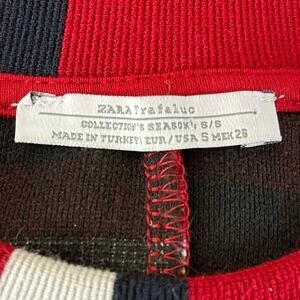 ZARA Trafaluc
COLLECTION'S SEASON/ S/S
MADE IN TURKEY/ EUR/USA S MEX 26